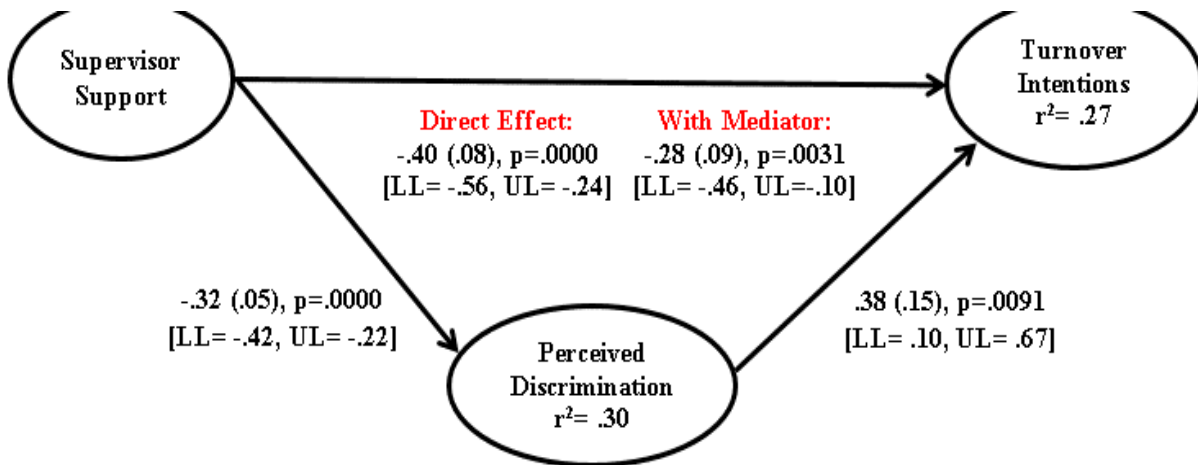 Supervisor
Support
Turnover
Intentions
r²= .27
Direct Effect:
-.40 (.08), p=.0000
[LL= -.56, UL= -.24]
With Mediator:
-.28 (.09), p=.0031
[LL= -.46, UL=-.10]
-.32 (.05), p=.0000
[LL= -.42, UL= -.22]
.38 (.15), p=.0091
[LL= .10, UL= .67]
Perceived
Discrimination
r²= .30